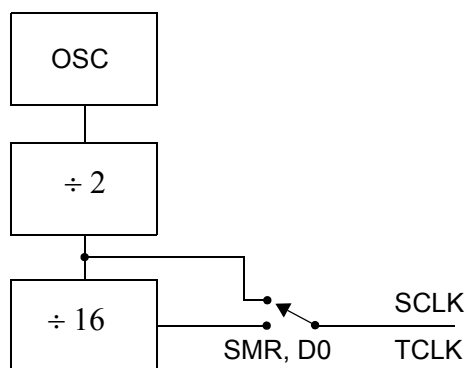 OSC
÷ 2
÷ 16
SCLK
SMR, D0
TCLK